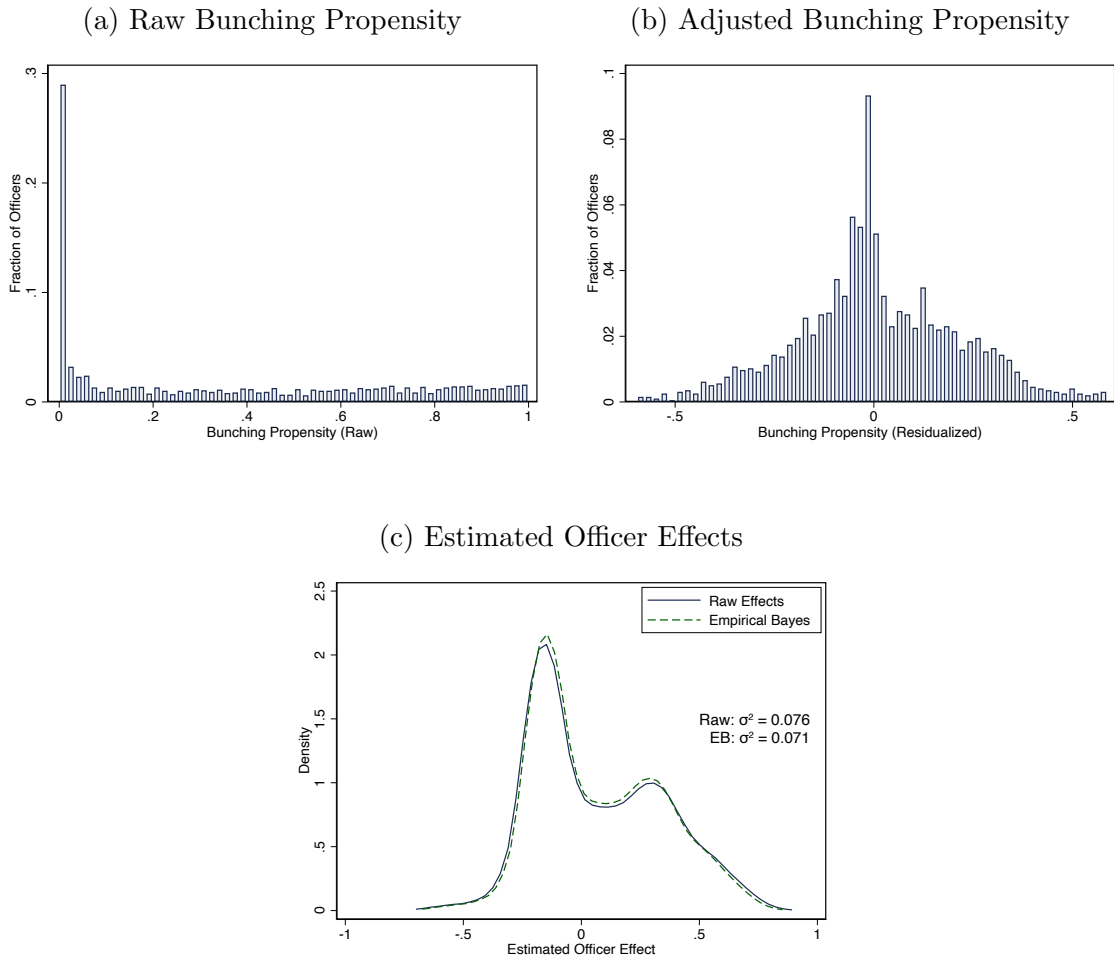 (a) Raw Bunching Propensity
.3
.2
.1
0
Fraction of Officers
0 .2 .4 .6 .8 1
Bunching Propensity (Raw)
(b) Adjusted Bunching Propensity
.1
.08
.06
.04
.02
0
Fraction of Officers
-.5 0 .5
Bunching Propensity (Residualized)
(c) Estimated Officer Effects
2.5
2
1.5
1
.5
0
Density
Raw Effects
Empirical Bayes
Raw: σ² = 0.076
EB: σ² = 0.071
-1 -.5 0 .5 1
Estimated Officer Effect